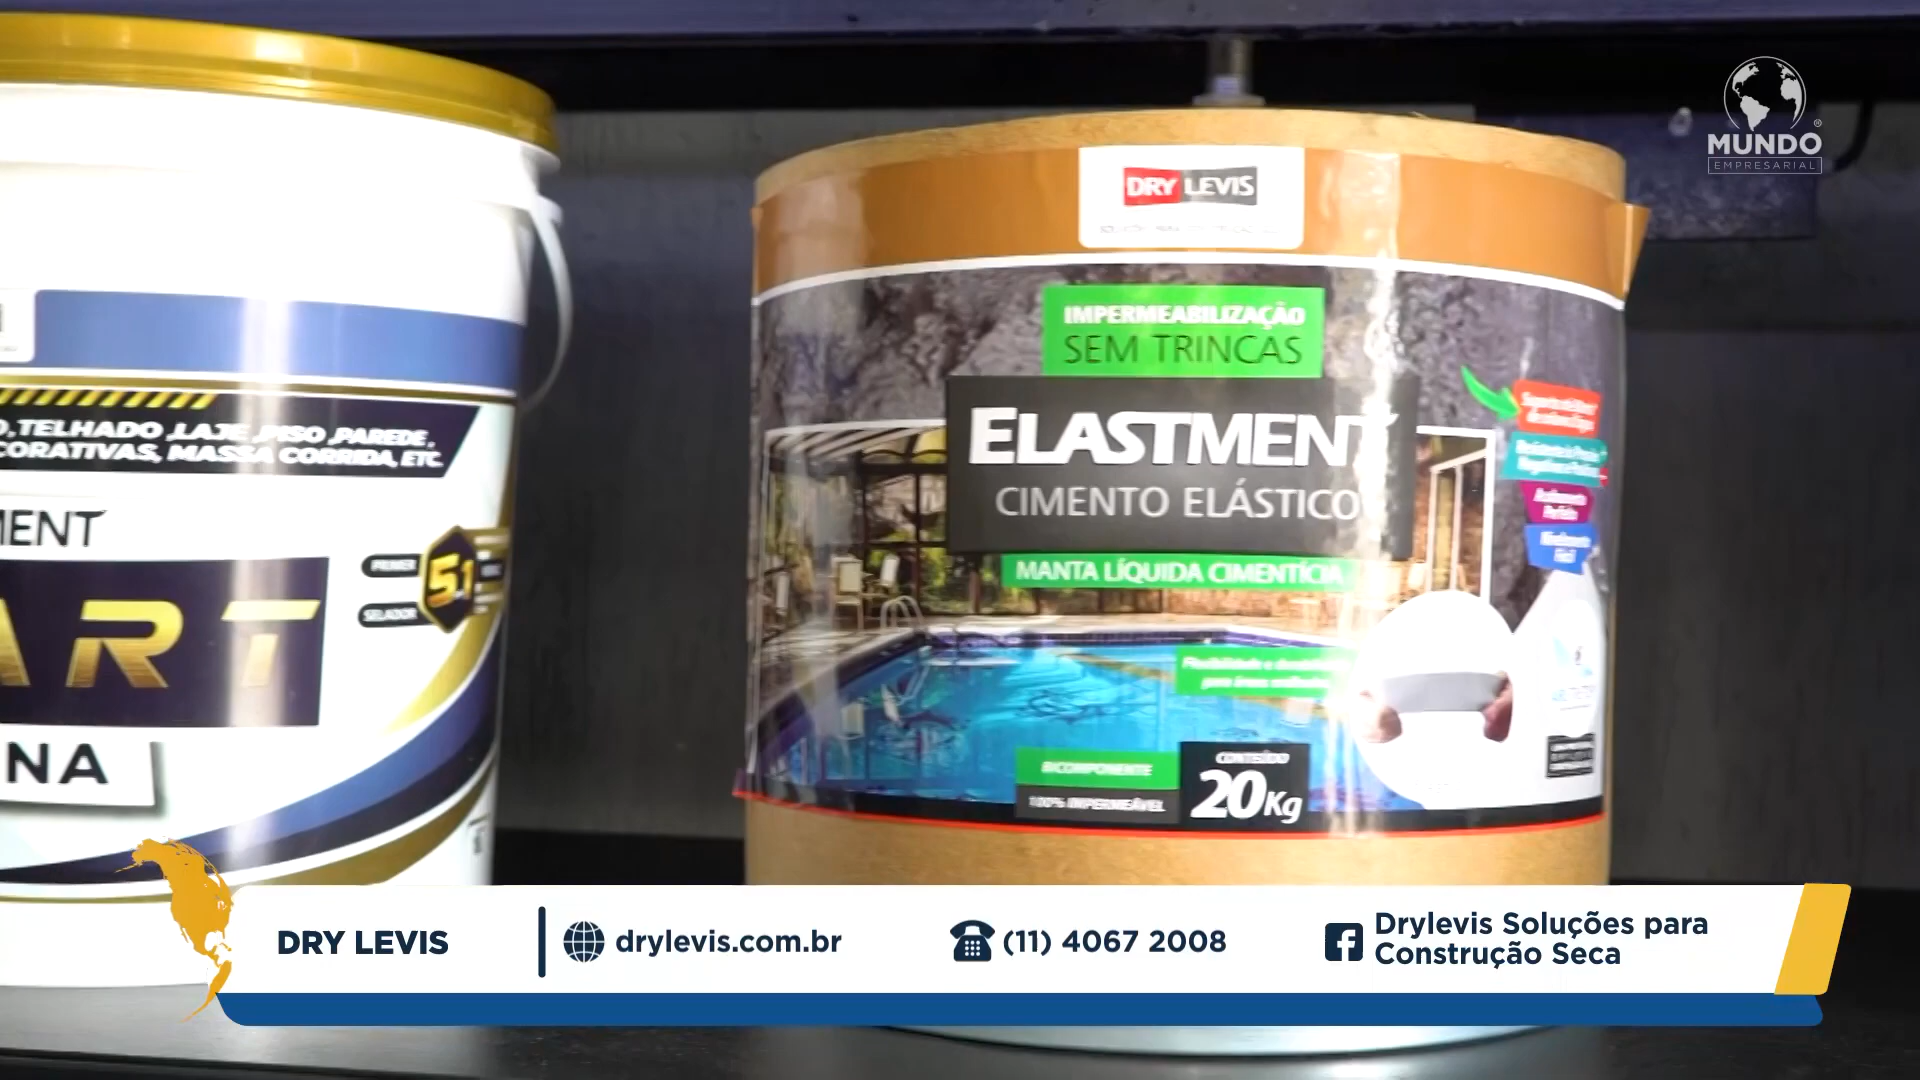 MUNDO
EMPRESARIAL
DRY LEVIS
IMPERMEABILIZAÇÃO
SEM TRINCAS
ELASTMENT
CIMENTO ELÁSTICO
MANTA LÍQUIDA CIMENTÍCIA
BICOMPONENTE
100% IMPERMEÁVEL
CONTEÚDO
20Kg
,TELHADO ,LAJE ,PISO ,PAREDE,
CORATIVAS, MASSA CORRIDA, ETC.
MENT
ART
NA
PRIMER
5
SELADOR
DRY LEVIS
drylevis.com.br
(11) 4067 2008
Drylevis Soluções para
Construção Seca